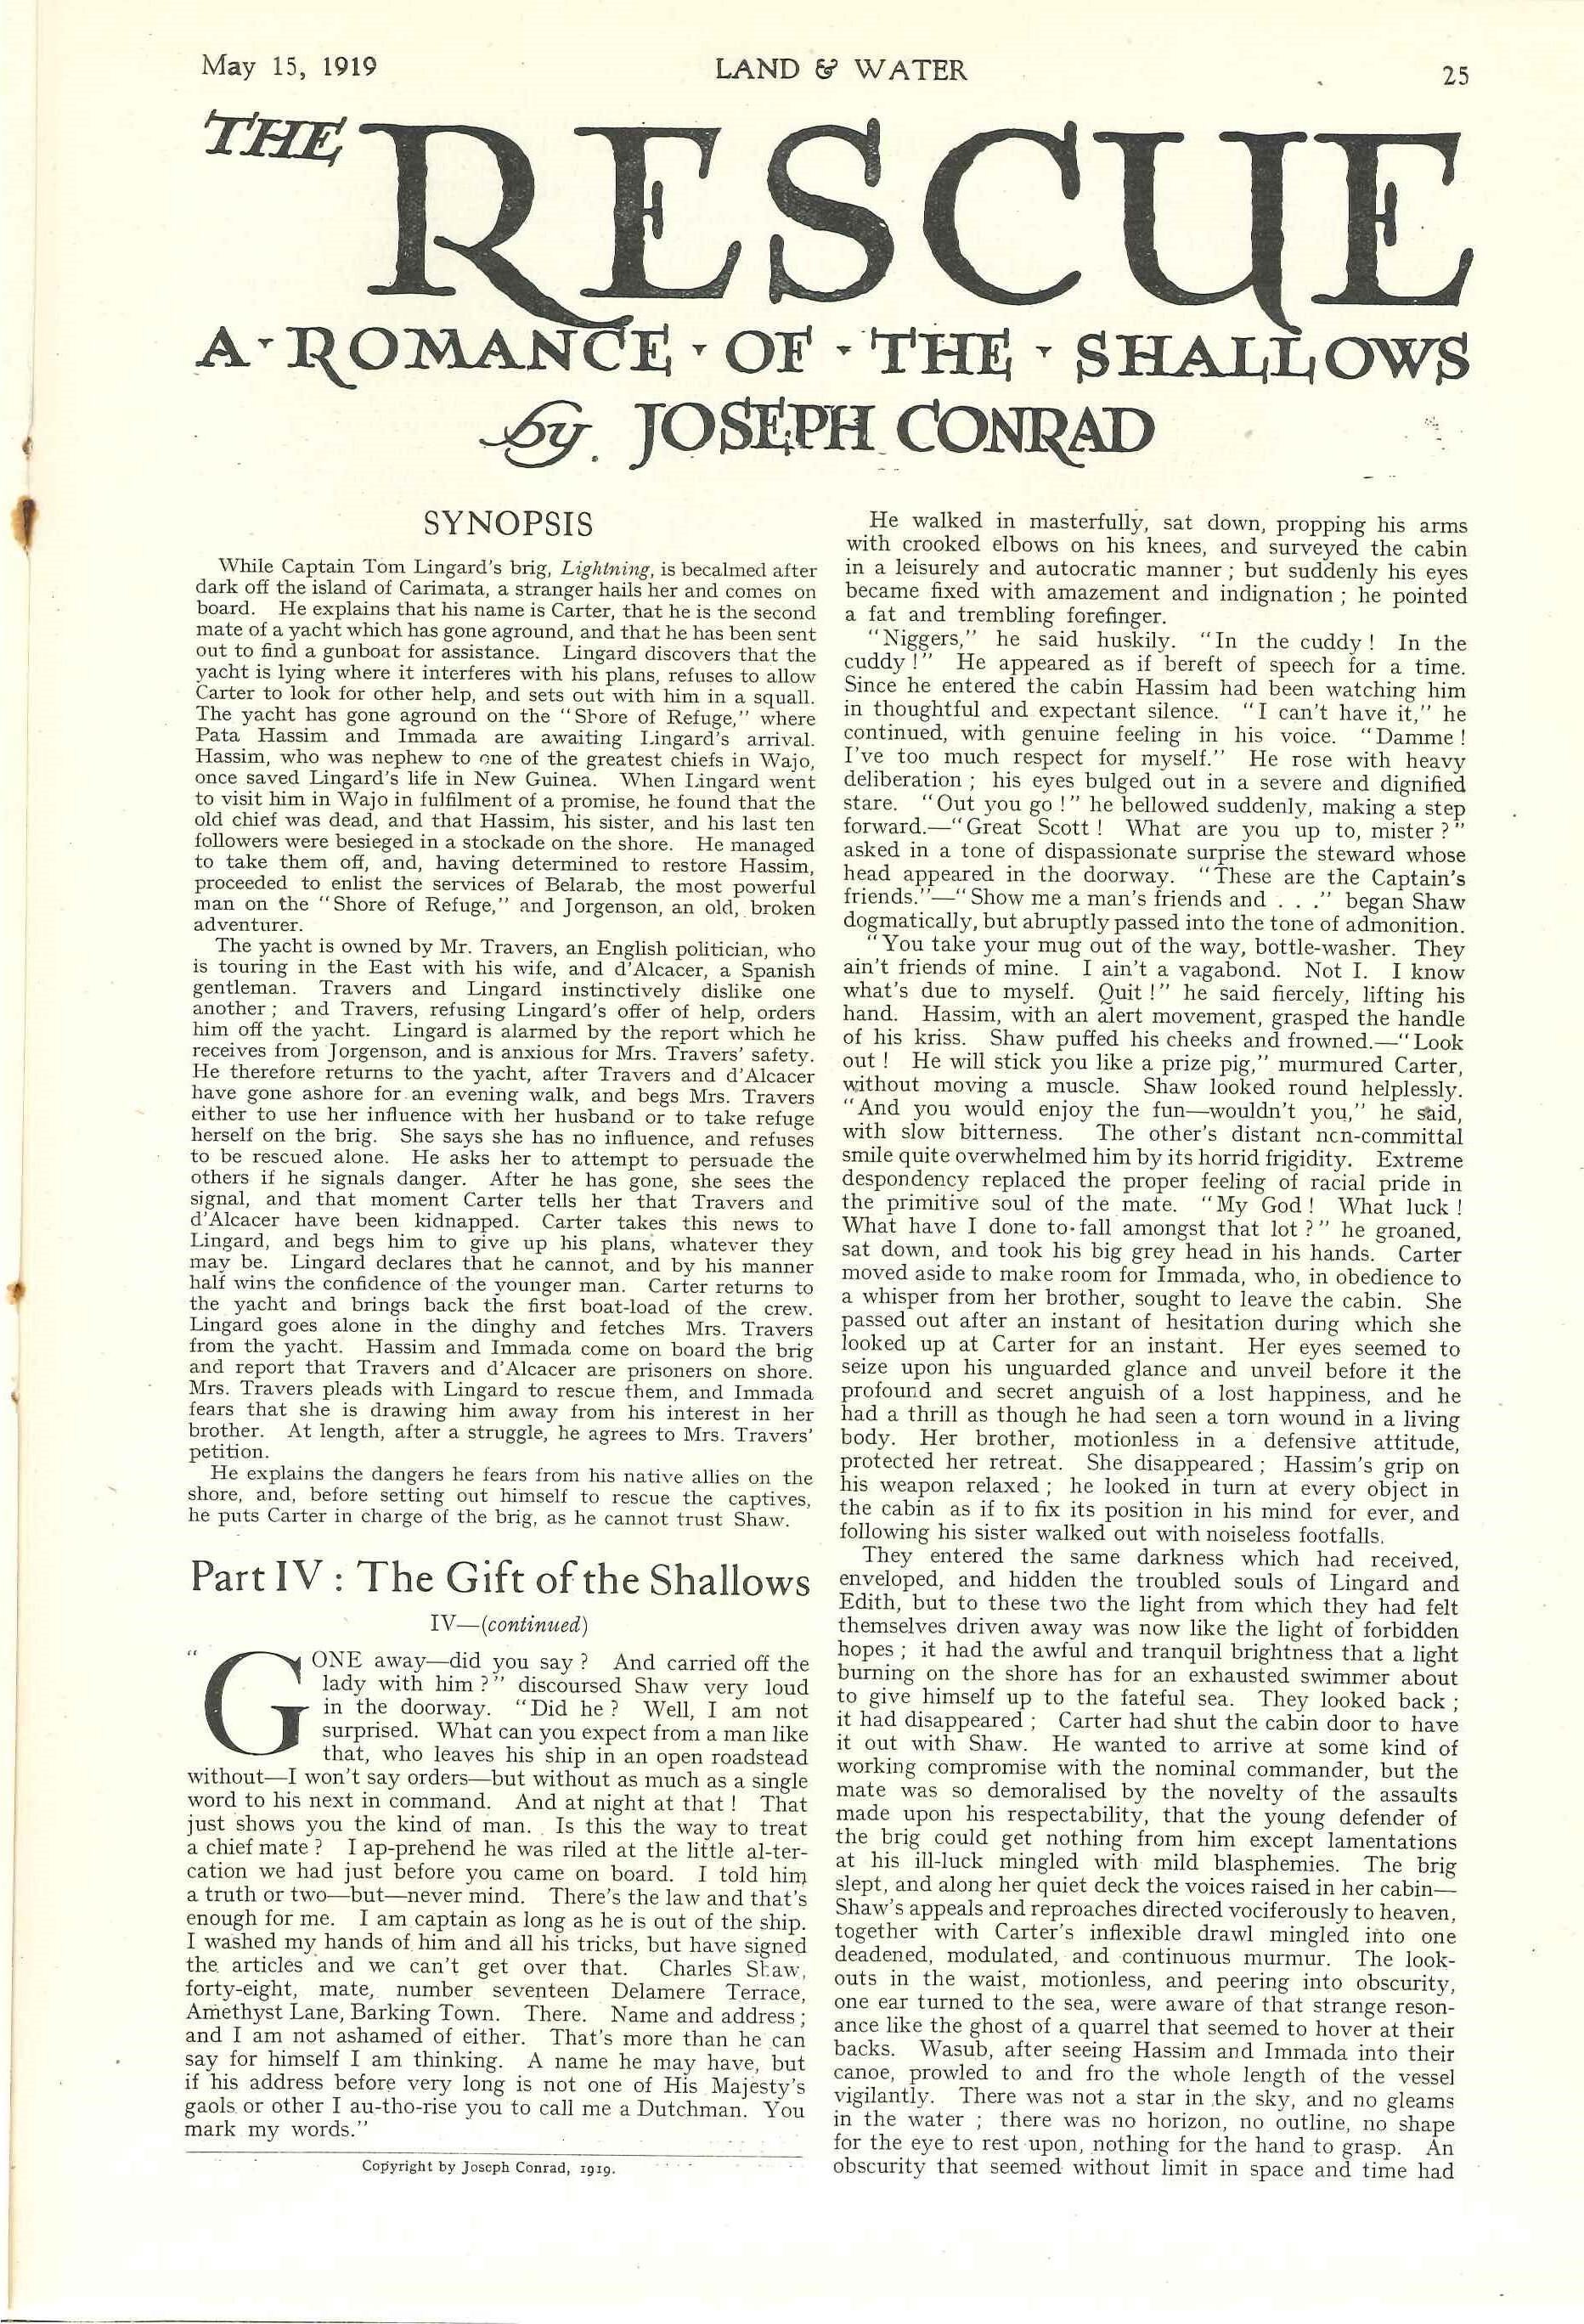 May 15, 1919
LAND & WATER
25
THE RESCUE
A · ROMANCE · OF · THE · SHALLOWS
by JOSEPH CONRAD
SYNOPSIS
While Captain Tom Lingard's brig, Lightning, is becalmed after
dark off the island of Carimata, a stranger hails her and comes on
board. He explains that his name is Carter, that he is the second
mate of a yacht which has gone aground, and that he has been sent
out to find a gunboat for assistance. Lingard discovers that the
yacht is lying where it interferes with his plans, refuses to allow
Carter to look for other help, and sets out with him in a squall.
The yacht has gone aground on the "Shore of Refuge," where
Pata Hassim and Immada are awaiting Lingard's arrival.
Hassim, who was nephew to one of the greatest chiefs in Wajo,
once saved Lingard's life in New Guinea. When Lingard went
to visit him in Wajo in fulfilment of a promise, he found that the
old chief was dead, and that Hassim, his sister, and his last ten
followers were besieged in a stockade on the shore. He managed
to take them off, and, having determined to restore Hassim,
proceeded to enlist the services of Belarab, the most powerful
man on the "Shore of Refuge," and Jorgenson, an old, broken
adventurer.
The yacht is owned by Mr. Travers, an English politician, who
is touring in the East with his wife, and d'Alcacer, a Spanish
gentleman. Travers and Lingard instinctively dislike one
another; and Travers, refusing Lingard's offer of help, orders
him off the yacht. Lingard is alarmed by the report which he
receives from Jorgenson, and is anxious for Mrs. Travers' safety.
He therefore returns to the yacht, after Travers and d'Alcacer
have gone ashore for an evening walk, and begs Mrs. Travers
either to use her influence with her husband or to take refuge
herself on the brig. She says she has no influence, and refuses
to be rescued alone. He asks her to attempt to persuade the
others if he signals danger. After he has gone, she sees the
signal, and that moment Carter tells her that Travers and
d'Alcacer have been kidnapped. Carter takes this news to
Lingard, and begs him to give up his plans, whatever they
may be. Lingard declares that he cannot, and by his manner
half wins the confidence of the younger man. Carter returns to
the yacht and brings back the first boat-load of the crew.
Lingard goes alone in the dinghy and fetches Mrs. Travers
from the yacht. Hassim and Immada come on board the brig
and report that Travers and d'Alcacer are prisoners on shore.
Mrs. Travers pleads with Lingard to rescue them, and Immada
fears that she is drawing him away from his interest in her
brother. At length, after a struggle, he agrees to Mrs. Travers'
petition.
He explains the dangers he fears from his native allies on the
shore, and, before setting out himself to rescue the captives,
he puts Carter in charge of the brig, as he cannot trust Shaw.
Part IV : The Gift of the Shallows
IV—(continued)
"GONE away—did you say? And carried off the
lady with him?" discoursed Shaw very loud
in the doorway. "Did he? Well, I am not
surprised. What can you expect from a man like
that, who leaves his ship in an open roadstead
without—I won't say orders—but without as much as a single
word to his next in command. And at night at that! That
just shows you the kind of man. Is this the way to treat
a chief mate? I ap-prehend he was riled at the little al-ter-
cation we had just before you came on board. I told him
a truth or two—but—never mind. There's the law and that's
enough for me. I am captain as long as he is out of the ship.
I washed my hands of him and all his tricks, but have signed
the articles and we can't get over that. Charles Shaw,
forty-eight, mate, number seventeen Delamere Terrace,
Amethyst Lane, Barking Town. There. Name and address;
and I am not ashamed of either. That's more than he can
say for himself I am thinking. A name he may have, but
if his address before very long is not one of His Majesty's
gaols or other I au-tho-rise you to call me a Dutchman. You
mark my words."
Copyright by Joseph Conrad, 1919.
He walked in masterfully, sat down, propping his arms
with crooked elbows on his knees, and surveyed the cabin
in a leisurely and autocratic manner; but suddenly his eyes
became fixed with amazement and indignation; he pointed
a fat and trembling forefinger.
"Niggers," he said huskily. "In the cuddy! In the
cuddy!" He appeared as if bereft of speech for a time.
Since he entered the cabin Hassim had been watching him
in thoughtful and expectant silence. "I can't have it," he
continued, with genuine feeling in his voice. "Damme!
I've too much respect for myself." He rose with heavy
deliberation; his eyes bulged out in a severe and dignified
stare. "Out you go!" he bellowed suddenly, making a step
forward.—"Great Scott! What are you up to, mister?"
asked in a tone of dispassionate surprise the steward whose
head appeared in the doorway. "These are the Captain's
friends."—"Show me a man's friends and . . ." began Shaw
dogmatically, but abruptly passed into the tone of admonition.
"You take your mug out of the way, bottle-washer. They
ain't friends of mine. I ain't a vagabond. Not I. I know
what's due to myself. Quit!" he said fiercely, lifting his
hand. Hassim, with an alert movement, grasped the handle
of his kriss. Shaw puffed his cheeks and frowned.—"Look
out! He will stick you like a prize pig," murmured Carter,
without moving a muscle. Shaw looked round helplessly.
"And you would enjoy the fun—wouldn't you," he said,
with slow bitterness. The other's distant non-committal
smile quite overwhelmed him by its horrid frigidity. Extreme
despondency replaced the proper feeling of racial pride in
the primitive soul of the mate. "My God! What luck!
What have I done to fall amongst that lot?" he groaned,
sat down, and took his big grey head in his hands. Carter
moved aside to make room for Immada, who, in obedience to
a whisper from her brother, sought to leave the cabin. She
passed out after an instant of hesitation during which she
looked up at Carter for an instant. Her eyes seemed to
seize upon his unguarded glance and unveil before it the
profound and secret anguish of a lost happiness, and he
had a thrill as though he had seen a torn wound in a living
body. Her brother, motionless in a defensive attitude,
protected her retreat. She disappeared; Hassim's grip on
his weapon relaxed; he looked in turn at every object in
the cabin as if to fix its position in his mind for ever, and
following his sister walked out with noiseless footfalls.
They entered the same darkness which had received,
enveloped, and hidden the troubled souls of Lingard and
Edith, but to these two the light from which they had felt
themselves driven away was now like the light of forbidden
hopes; it had the awful and tranquil brightness that a light
burning on the shore has for an exhausted swimmer about
to give himself up to the fateful sea. They looked back;
it had disappeared; Carter had shut the cabin door to have
it out with Shaw. He wanted to arrive at some kind of
working compromise with the nominal commander, but the
mate was so demoralised by the novelty of the assaults
made upon his respectability, that the young defender of
the brig could get nothing from him except lamentations
at his ill-luck mingled with mild blasphemies. The brig
slept, and along her quiet deck the voices raised in her cabin—
Shaw's appeals and reproaches directed vociferously to heaven,
together with Carter's inflexible drawl mingled into one
deadened, modulated, and continuous murmur. The look-
outs in the waist, motionless, and peering into obscurity,
one ear turned to the sea, were aware of that strange reson-
ance like the ghost of a quarrel that seemed to hover at their
backs. Wasub, after seeing Hassim and Immada into their
canoe, prowled to and fro the whole length of the vessel
vigilantly. There was not a star in the sky, and no gleams
in the water; there was no horizon, no outline, no shape
for the eye to rest upon, nothing for the hand to grasp. An
obscurity that seemed without limit in space and time had